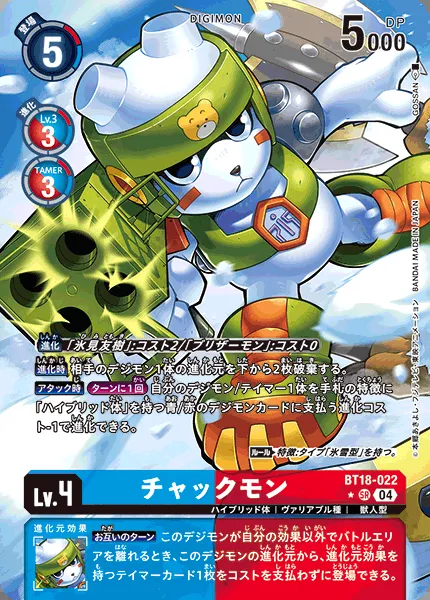 DIGIMON
登場
5
DP
5000
進化
Lv.3
3
TAMER
3
GOSSAN
BANDAI MADE IN JAPAN
©本郷あきよし・フジテレビ・東映アニメーション
進化 「氷見友樹」:コスト2/「ブリザーモン」:コスト0
進化時 相手のデジモン1体の進化元を下から2枚破棄する。
アタック時 ターンに1回 自分のデジモン/テイマー1体を手札の特徴に
「ハイブリッド体」を持つ青/赤のデジモンカードに支払う進化コス
ト-1で進化できる。
ルール 特徴:タイプ「氷雪型」を持つ。
Lv.4
チャックモン
BT18-022
SR 04
ハイブリッド体 ヴァリアブル種 獣人型
進化元効果
お互いのターン このデジモンが自分の効果以外でバトルエリ
アを離れるとき、このデジモンの進化元から、進化元効果を
持つテイマーカード1枚をコストを支払わずに登場できる。